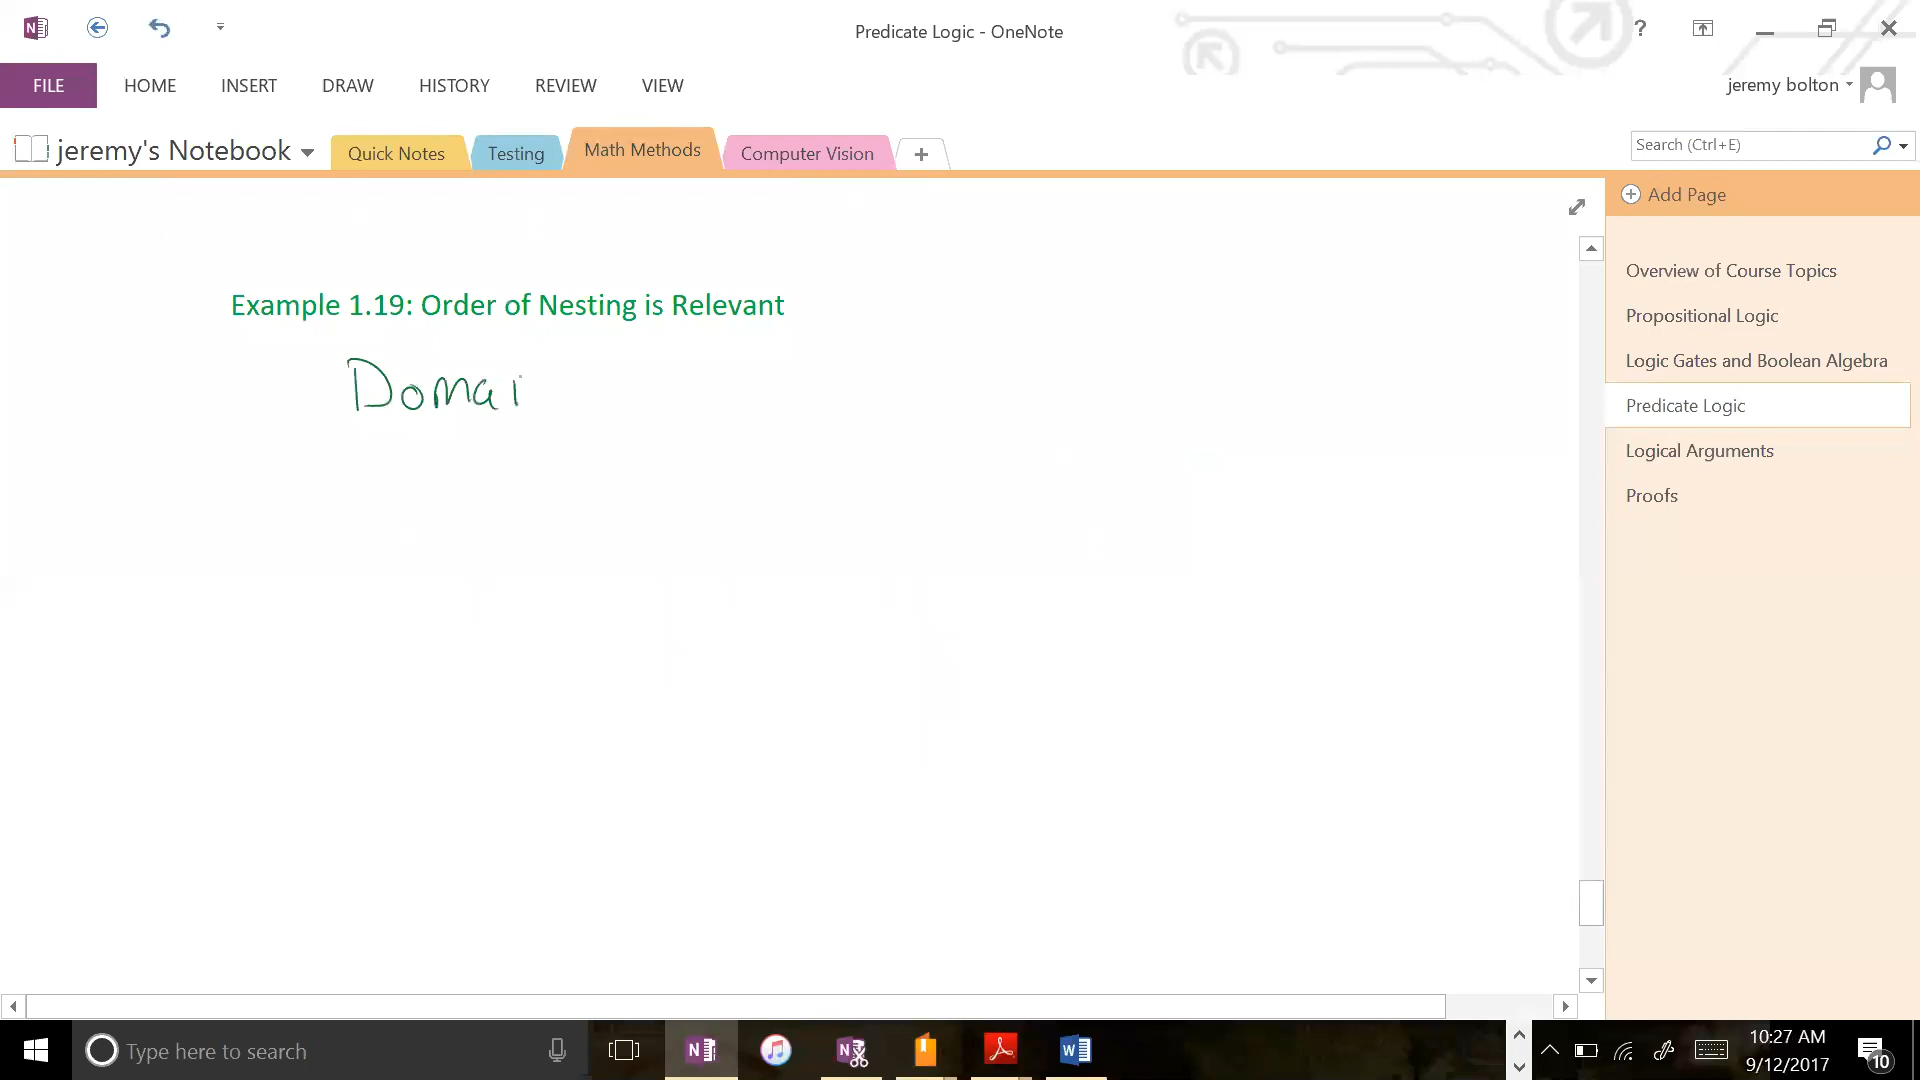 Predicate Logic - OneNote
?
FILE HOME INSERT DRAW HISTORY REVIEW VIEW
jeremy bolton
jeremy's Notebook
Quick Notes
Testing
Math Methods
Computer Vision
Search (Ctrl+E)
Add Page
Example 1.19: Order of Nesting is Relevant
Domai
Overview of Course Topics
Propositional Logic
Logic Gates and Boolean Algebra
Predicate Logic
Logical Arguments
Proofs
Type here to search
10:27 AM
9/12/2017
10